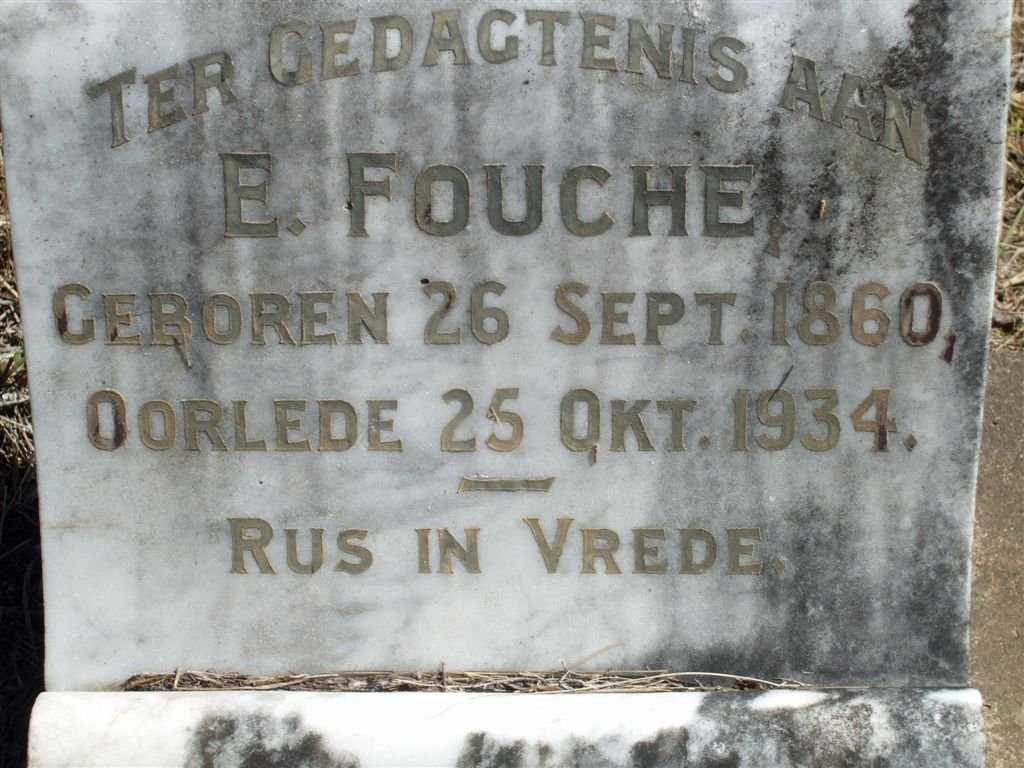 TER GEDAGTENIS AAN
E. FOUCHE,
GEBOREN 26 SEPT. 1860,
OORLEDE 25 OKT. 1934.
RUS IN VREDE.